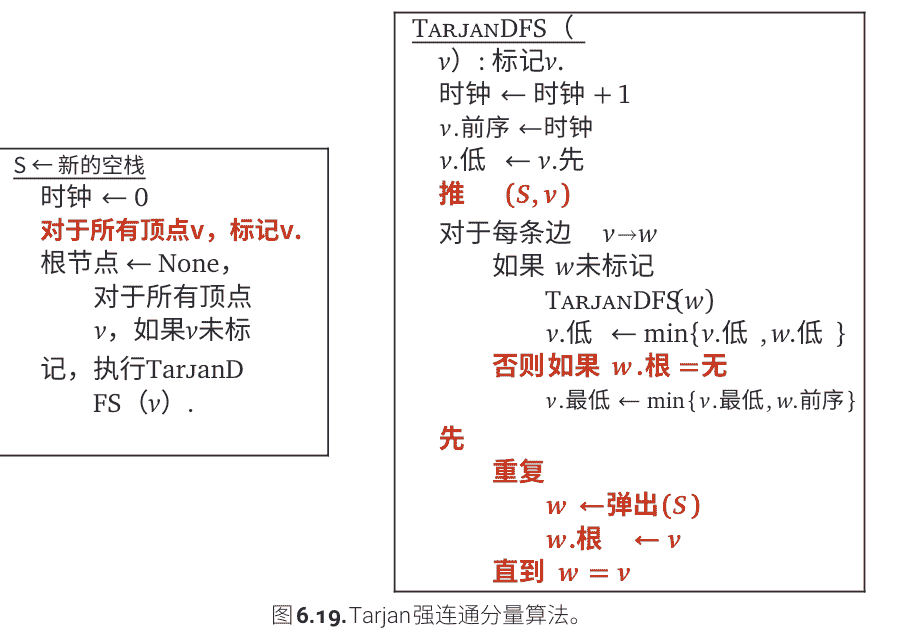 S ← 新的空栈
时钟 ← 0
对于所有顶点v，标记v.
根节点 ← None，
对于所有顶点
v，如果v未标
记，执行TARJAND
FS（v）.
TARJANDFS（
v）: 标记v.
时钟 ← 时钟 + 1
v.前序 ←时钟
v.低 ← v.先
推 (S, v)
对于每条边 v→w
如果 w未标记
TARJANDFS(w)
v.低 ← min{v.低 , w.低 }
否则如果 w.根 =无
v.最低 ← min{v.最低, w.前序}
先
重复
w ←弹出(S)
w.根 ← v
直到 w = v
图6.19.Tarjan强连通分量算法。